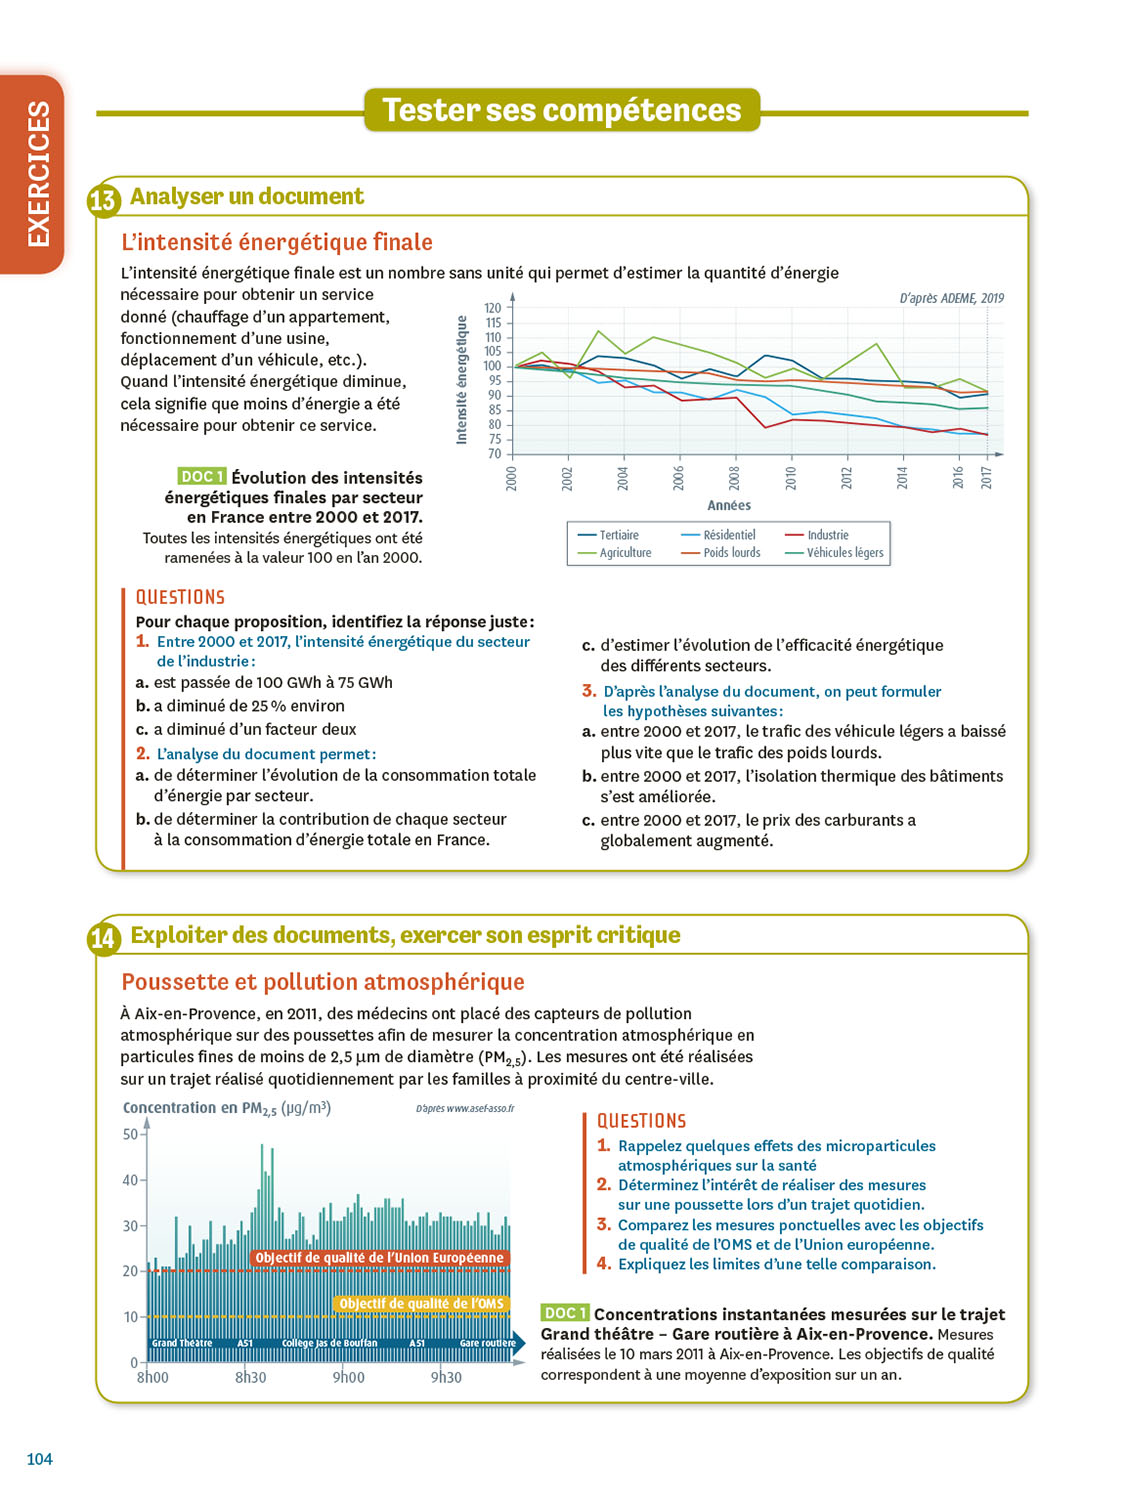 EXERCICES
Tester ses compétences
13 Analyser un document
L'intensité énergétique finale
L'intensité énergétique finale est un nombre sans unité qui permet d'estimer la quantité d'énergie
nécessaire pour obtenir un service
donné (chauffage d'un appartement,
fonctionnement d'une usine,
déplacement d'un véhicule, etc.).
Quand l'intensité énergétique diminue,
cela signifie que moins d'énergie a été
nécessaire pour obtenir ce service.
DOC 1 Évolution des intensités
énergétiques finales par secteur
en France entre 2000 et 2017.
Toutes les intensités énergétiques ont été
ramenées à la valeur 100 en l'an 2000.
D'après ADEME, 2019
Intensité énergétique
120
115
110
105
100
95
90
85
80
75
70
2000 2002 2004 2006 2008 2010 2012 2014 2016 2017
Années
Tertiaire Résidentiel Industrie
Agriculture Poids lourds Véhicules légers
QUESTIONS
Pour chaque proposition, identifiez la réponse juste :
1. Entre 2000 et 2017, l'intensité énergétique du secteur
de l'industrie :
a. est passée de 100 GWh à 75 GWh
b. a diminué de 25 % environ
c. a diminué d'un facteur deux
2. L'analyse du document permet :
a. de déterminer l'évolution de la consommation totale
d'énergie par secteur.
b. de déterminer la contribution de chaque secteur
à la consommation d'énergie totale en France.
c. d'estimer l'évolution de l'efficacité énergétique
des différents secteurs.
3. D'après l'analyse du document, on peut formuler
les hypothèses suivantes :
a. entre 2000 et 2017, le trafic des véhicule légers a baissé
plus vite que le trafic des poids lourds.
b. entre 2000 et 2017, l'isolation thermique des bâtiments
s'est améliorée.
c. entre 2000 et 2017, le prix des carburants a
globalement augmenté.
14 Exploiter des documents, exercer son esprit critique
Poussette et pollution atmosphérique
À Aix-en-Provence, en 2011, des médecins ont placé des capteurs de pollution
atmosphérique sur des poussettes afin de mesurer la concentration atmosphérique en
particules fines de moins de 2,5 µm de diamètre (PM2,5). Les mesures ont été réalisées
sur un trajet réalisé quotidiennement par les familles à proximité du centre-ville.
Concentration en PM2,5 (µg/m³)
D'après www.asef-asso.fr
50
40
30
20
10
0
Objectif de qualité de l'Union Européenne
Objectif de qualité de l'OMS
Grand Théâtre A51 Collège Jas de Bouffan A51 Gare routière
8h00 8h30 9h00 9h30
QUESTIONS
1. Rappelez quelques effets des microparticules
atmosphériques sur la santé
2. Déterminez l'intérêt de réaliser des mesures
sur une poussette lors d'un trajet quotidien.
3. Comparez les mesures ponctuelles avec les objectifs
de qualité de l'OMS et de l'Union européenne.
4. Expliquez les limites d'une telle comparaison.
DOC 1 Concentrations instantanées mesurées sur le trajet
Grand théâtre – Gare routière à Aix-en-Provence. Mesures
réalisées le 10 mars 2011 à Aix-en-Provence. Les objectifs de qualité
correspondent à une moyenne d'exposition sur un an.
104